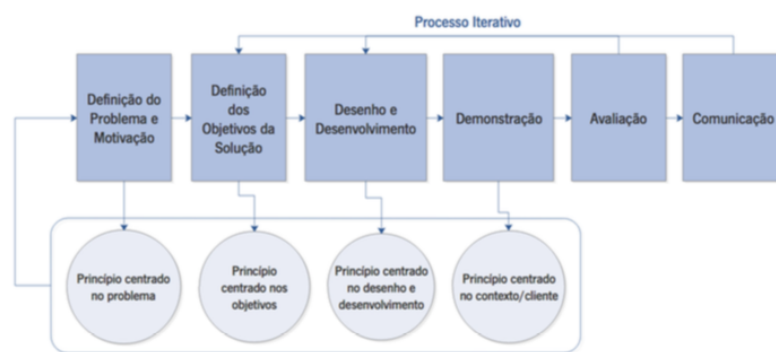 Processo Iterativo
Definição do
Problema e
Motivação
Definição
dos
Objetivos da
Solução
Desenho e
Desenvolvimento
Demonstração
Avaliação
Comunicação
Princípio centrado
no problema
Princípio
centrado nos
objetivos
Princípio centrado
no desenho e
desenvolvimento
Princípio centrado
no contexto/cliente